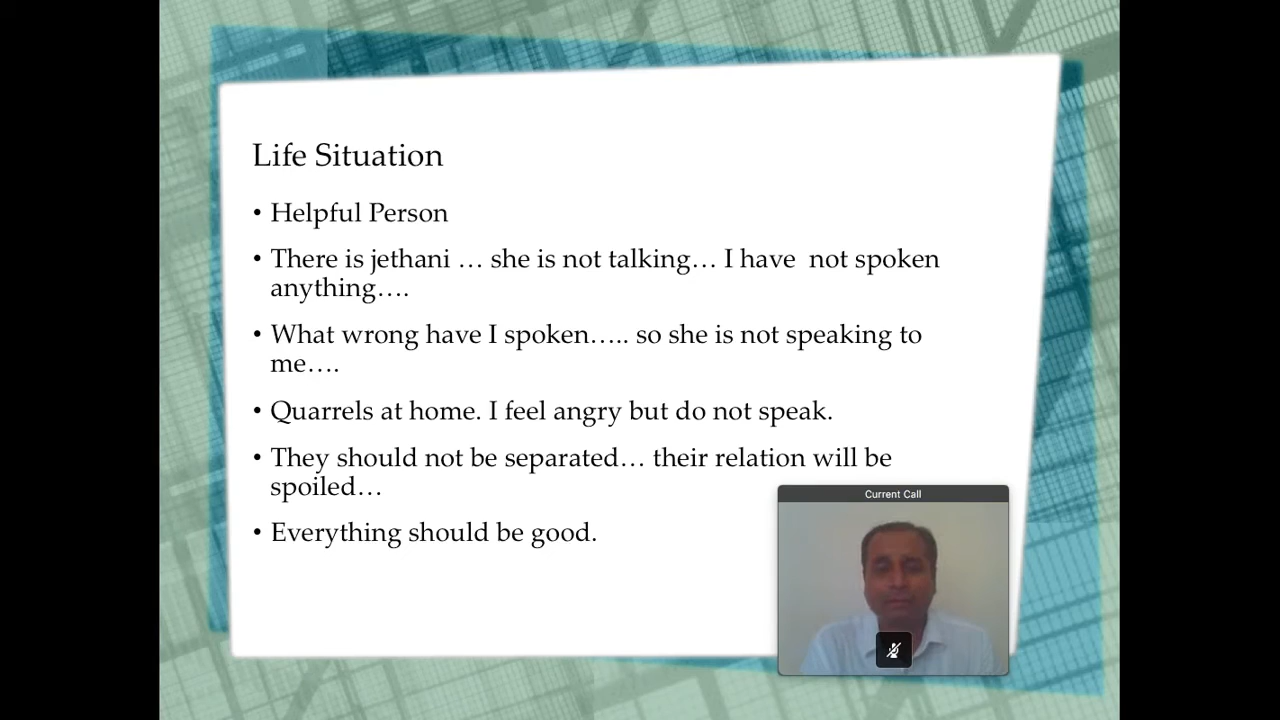 Life Situation
• Helpful Person
• There is jethani … she is not talking… I have  not spoken
anything….
• What wrong have I spoken….. so she is not speaking to
me….
• Quarrels at home. I feel angry but do not speak.
• They should not be separated… their relation will be
spoiled…
• Everything should be good.
Current Call